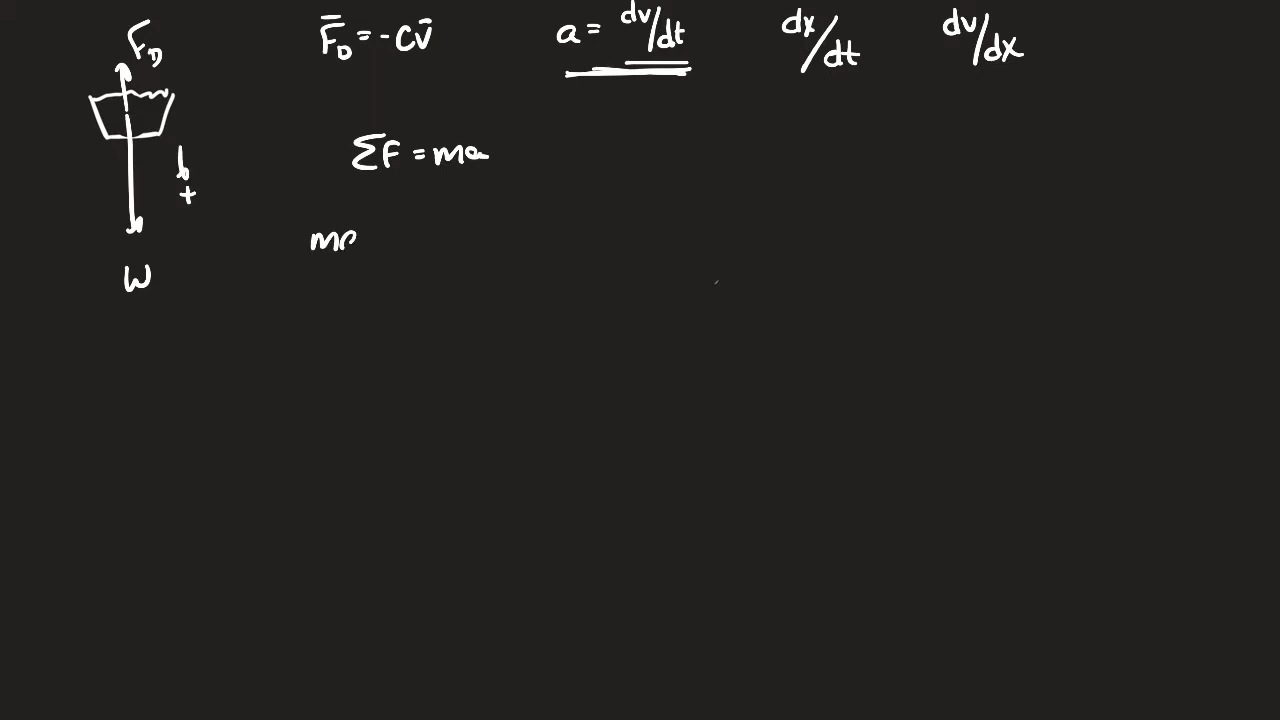 F_D
F̄_D = -Cv̄
a = dv/dt
dx/dt
dv/dx
+
ΣF = ma
W